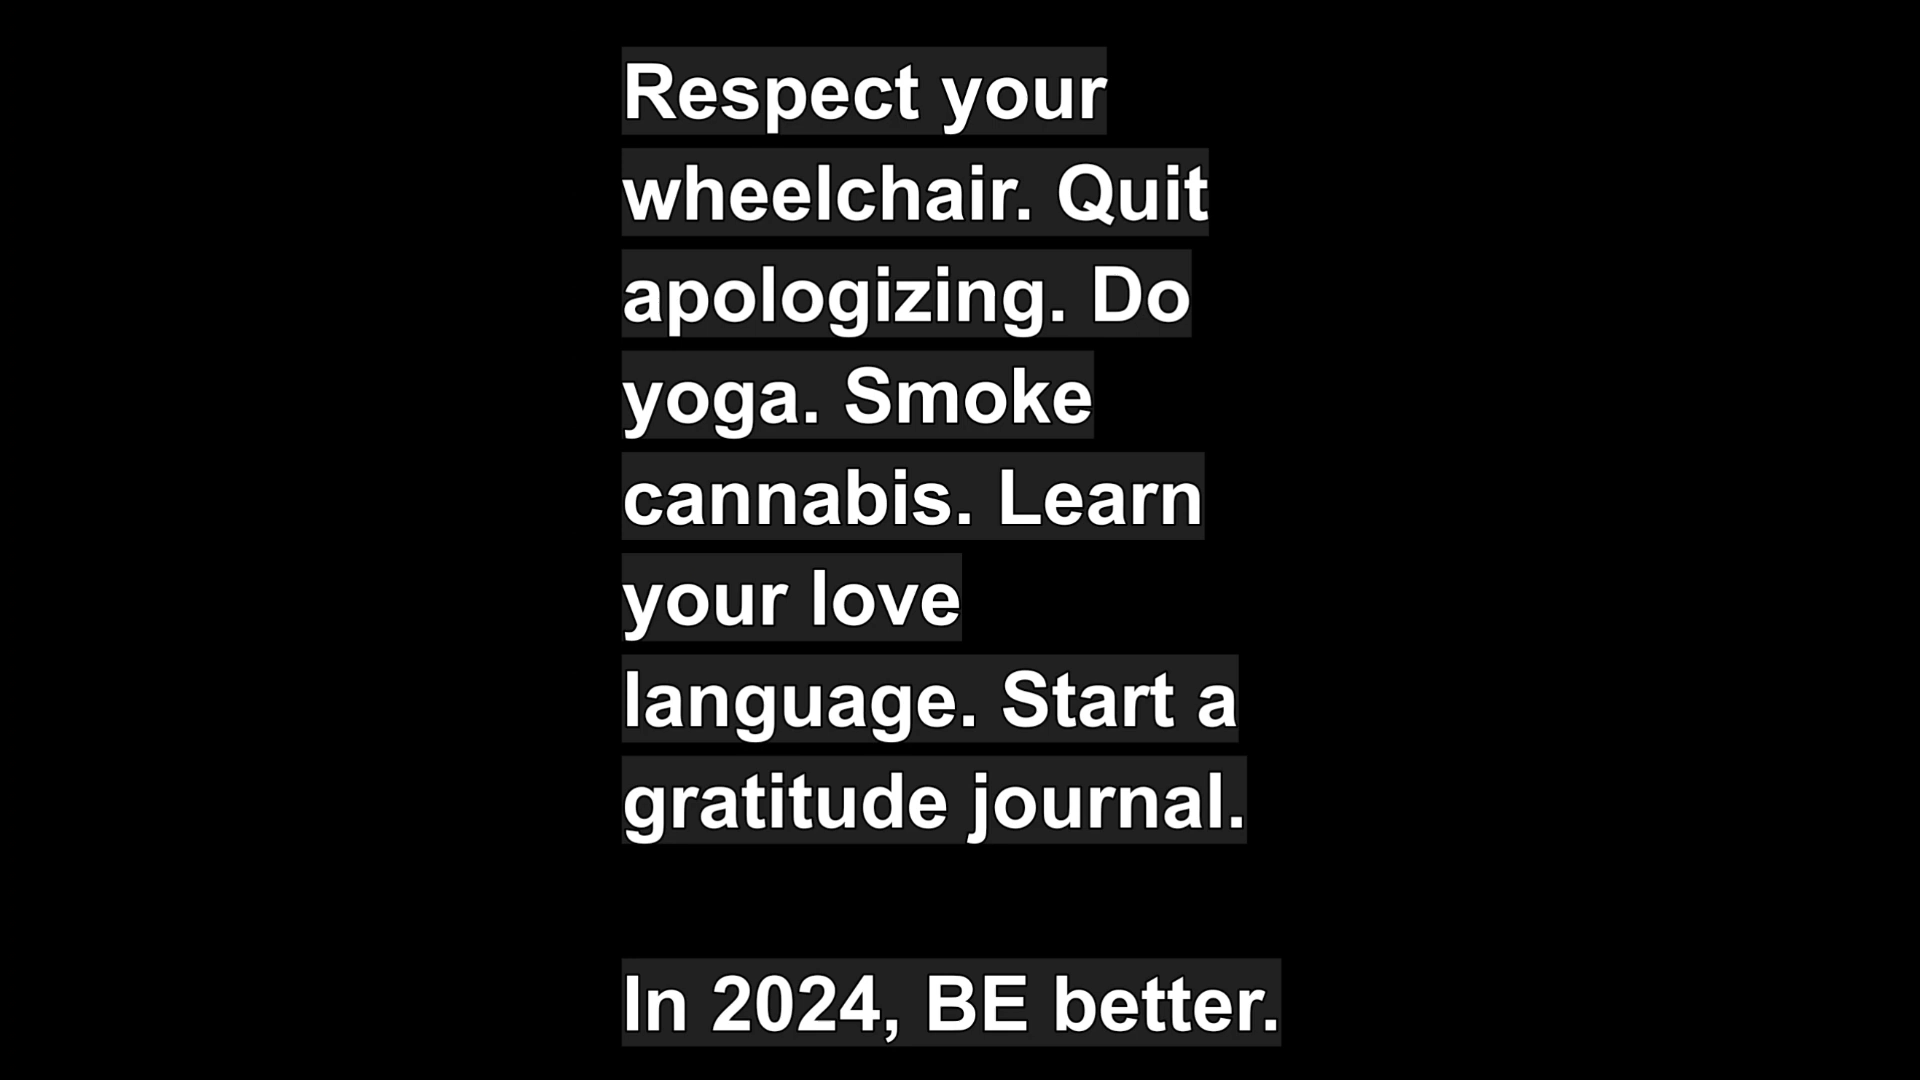 Respect your
wheelchair. Quit
apologizing. Do
yoga. Smoke
cannabis. Learn
your love
language. Start a
gratitude journal.
In 2024, BE better.